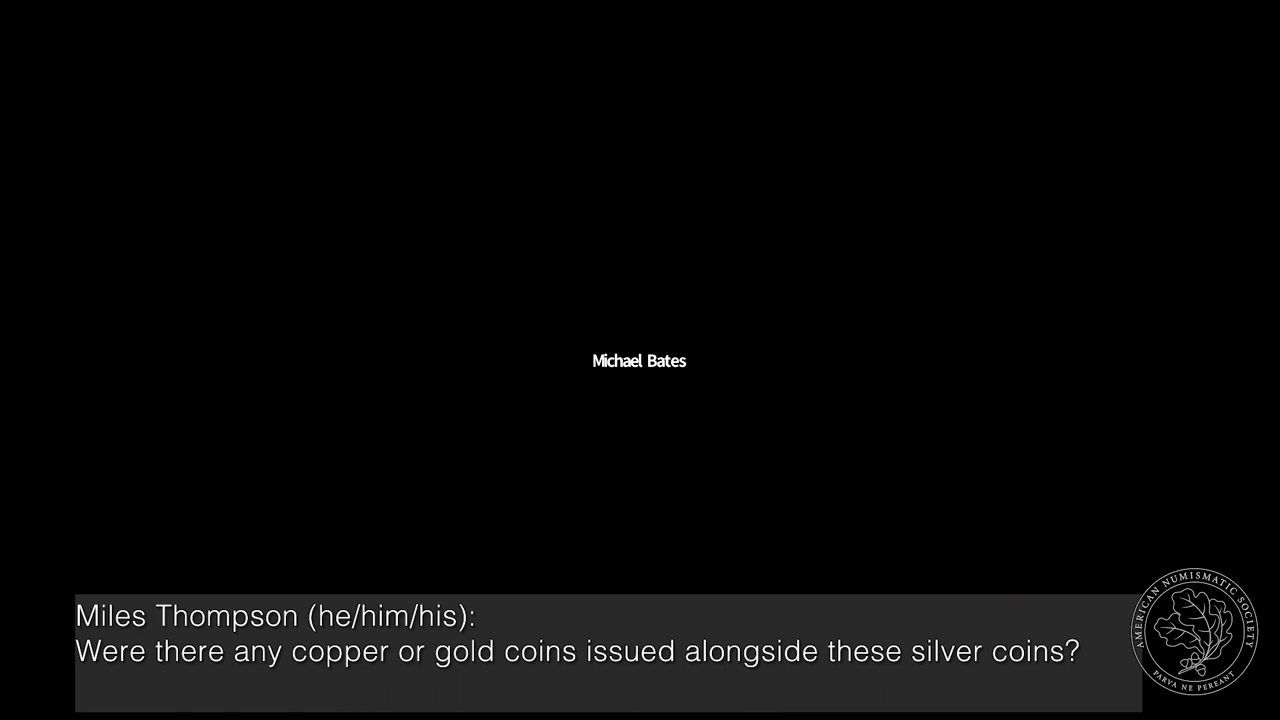 Michael Bates
Miles Thompson (he/him/his):
Were there any copper or gold coins issued alongside these silver coins?
AMERICAN NUMISMATIC SOCIETY
PARVA NE PEREANT